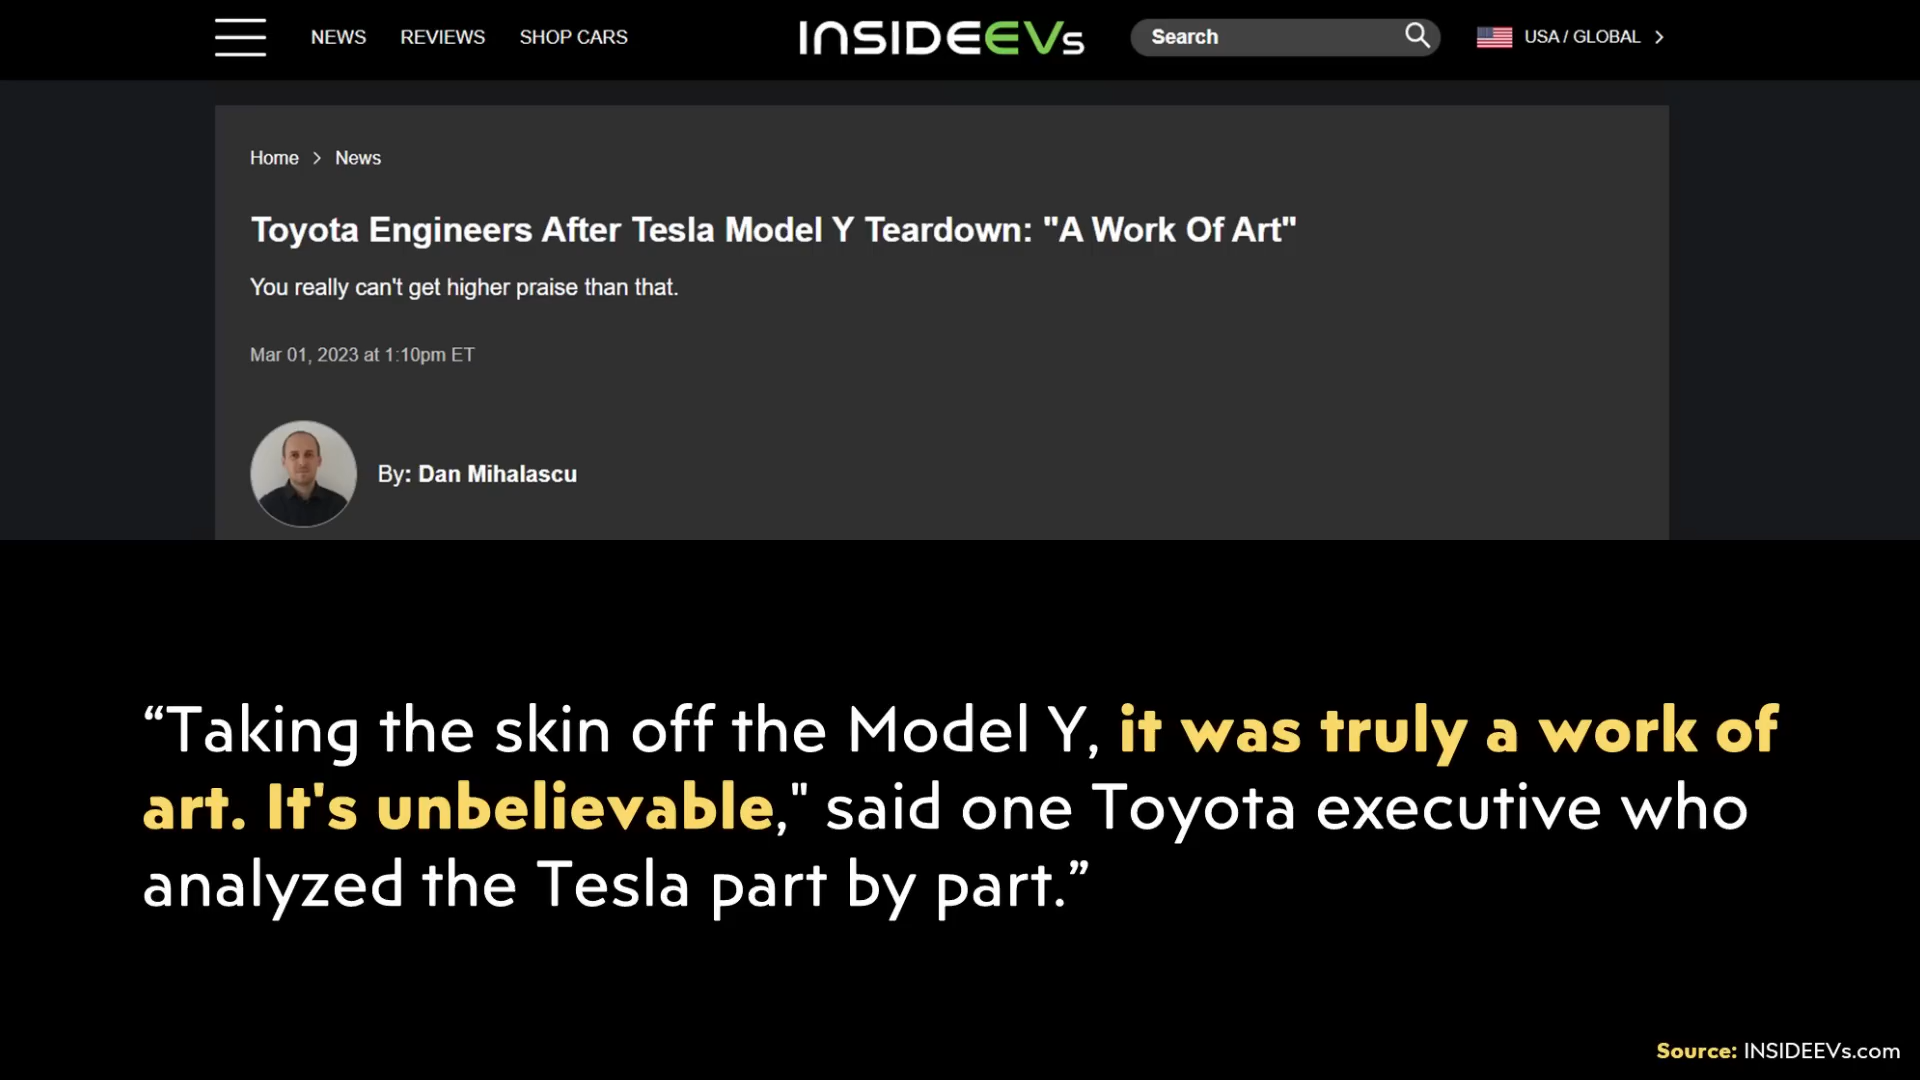 NEWS REVIEWS SHOP CARS INSIDEEVs Search USA / GLOBAL
Home > News
Toyota Engineers After Tesla Model Y Teardown: "A Work Of Art"
You really can't get higher praise than that.
Mar 01, 2023 at 1:10pm ET
By: Dan Mihalascu
“Taking the skin off the Model Y, it was truly a work of
art. It's unbelievable," said one Toyota executive who
analyzed the Tesla part by part.”
Source: INSIDEEVs.com